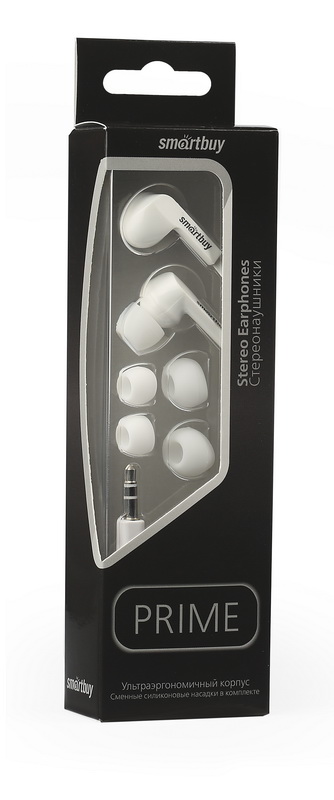 smartbuy
smartbuy
Stereo Earphones
Стереонаушники
PRIME
smartbuy
Ультраэргономичный корпус
Сменные силиконовые насадки в комплекте